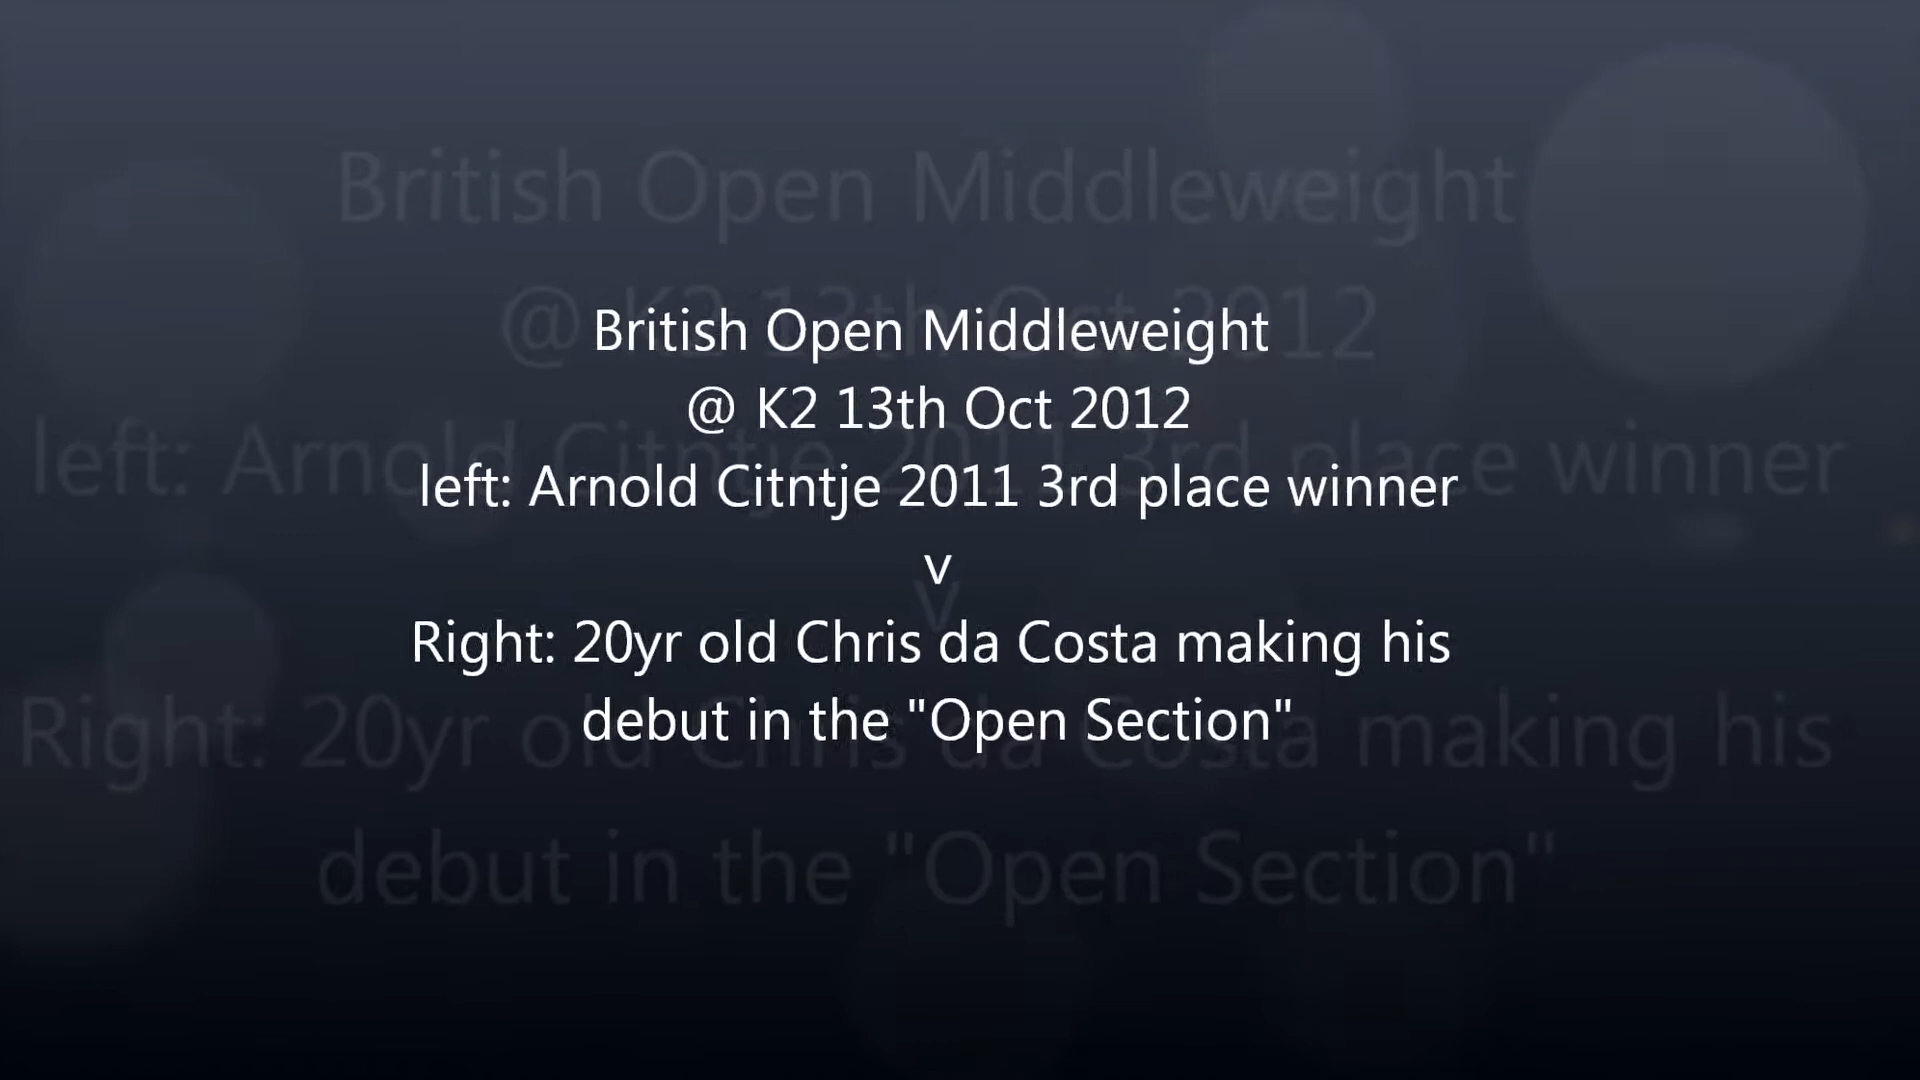 British Open Middleweight
@ K2 13th Oct 2012
left: Arnold Citntje 2011 3rd place winner
v
Right: 20yr old Chris da Costa making his
debut in the "Open Section"